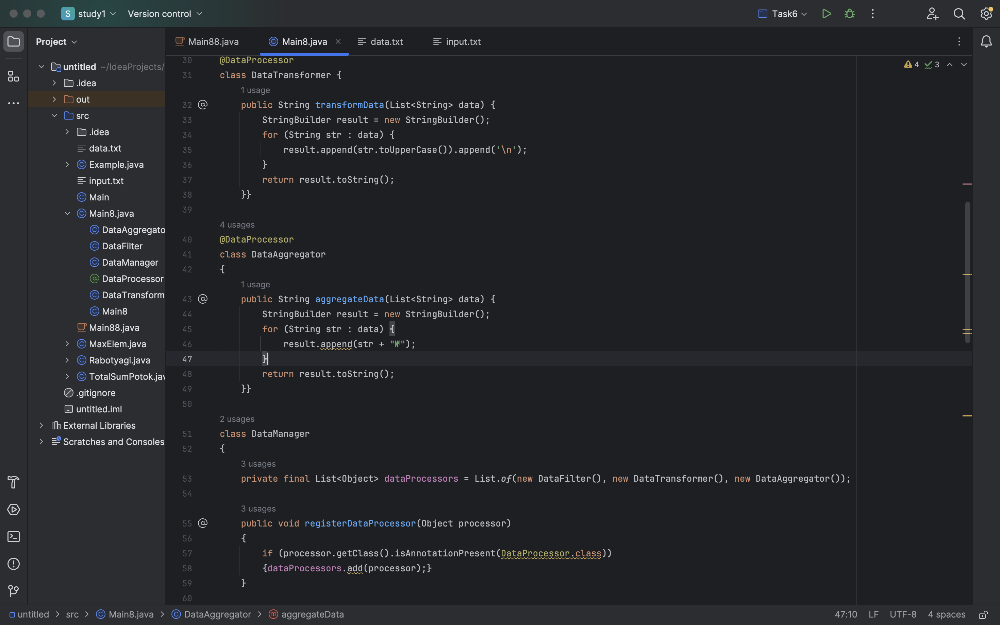 S study1 Version control
Task6
Project
Main88.java
Main8.java
data.txt
input.txt
untitled ~/IdeaProjects/
.idea
out
src
.idea
data.txt
Example.java
input.txt
Main
Main8.java
DataAggregato
DataFilter
DataManager
DataProcessor
DataTransform
Main8
Main88.java
MaxElem.java
Rabotyagi.java
TotalSumPotok.jav
.gitignore
untitled.iml
External Libraries
Scratches and Consoles
4 3
30 @DataProcessor
31 class DataTransformer {
1 usage
32 @ public String transformData(List<String> data) {
33 StringBuilder result = new StringBuilder();
34 for (String str : data) {
35 result.append(str.toUpperCase()).append('\n');
36 }
37 return result.toString();
38 }}
39
4 usages
40 @DataProcessor
41 class DataAggregator
42 {
1 usage
43 @ public String aggregateData(List<String> data) {
44 StringBuilder result = new StringBuilder();
45 for (String str : data) {
46 result.append(str + "№");
47 }
48 return result.toString();
49 }}
50
2 usages
51 class DataManager
52 {
3 usages
53 private final List<Object> dataProcessors = List.of(new DataFilter(), new DataTransformer(), new DataAggregator());
54
3 usages
55 @ public void registerDataProcessor(Object processor)
56 {
57 if (processor.getClass().isAnnotationPresent(DataProcessor.class))
58 {dataProcessors.add(processor);}
59 }
60
untitled > src > Main8.java > DataAggregator > aggregateData
47:10 LF UTF-8 4 spaces